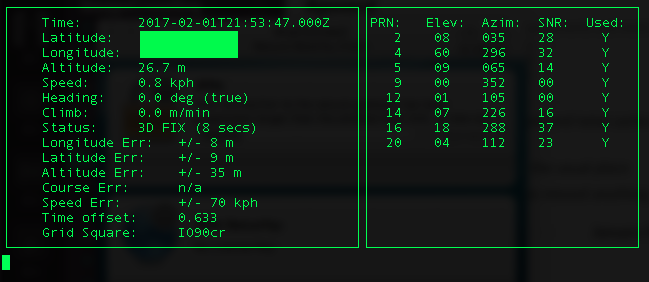 Time: 2017-02-01T21:53:47.000Z
Latitude:
Longitude:
Altitude: 26.7 m
Speed: 0.8 kph
Heading: 0.0 deg (true)
Climb: 0.0 m/min
Status: 3D FIX (8 secs)
Longitude Err: +/- 8 m
Latitude Err: +/- 9 m
Altitude Err: +/- 35 m
Course Err: n/a
Speed Err: +/- 70 kph
Time offset: 0.633
Grid Square: IO90cr
PRN: Elev: Azim: SNR: Used:
2 08 035 28 Y
4 60 296 32 Y
5 09 065 14 Y
9 00 352 00 Y
12 01 105 00 Y
14 07 226 16 Y
16 18 288 37 Y
20 04 112 23 Y